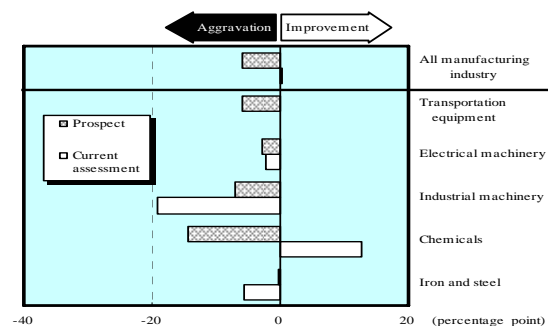 Aggravation Improvement
All manufacturing
industry
Transportation
equipment
Prospect
Current
assessment
Electrical machinery
Industrial machinery
Chemicals
Iron and steel
-40 -20 0 20 (percentage point)